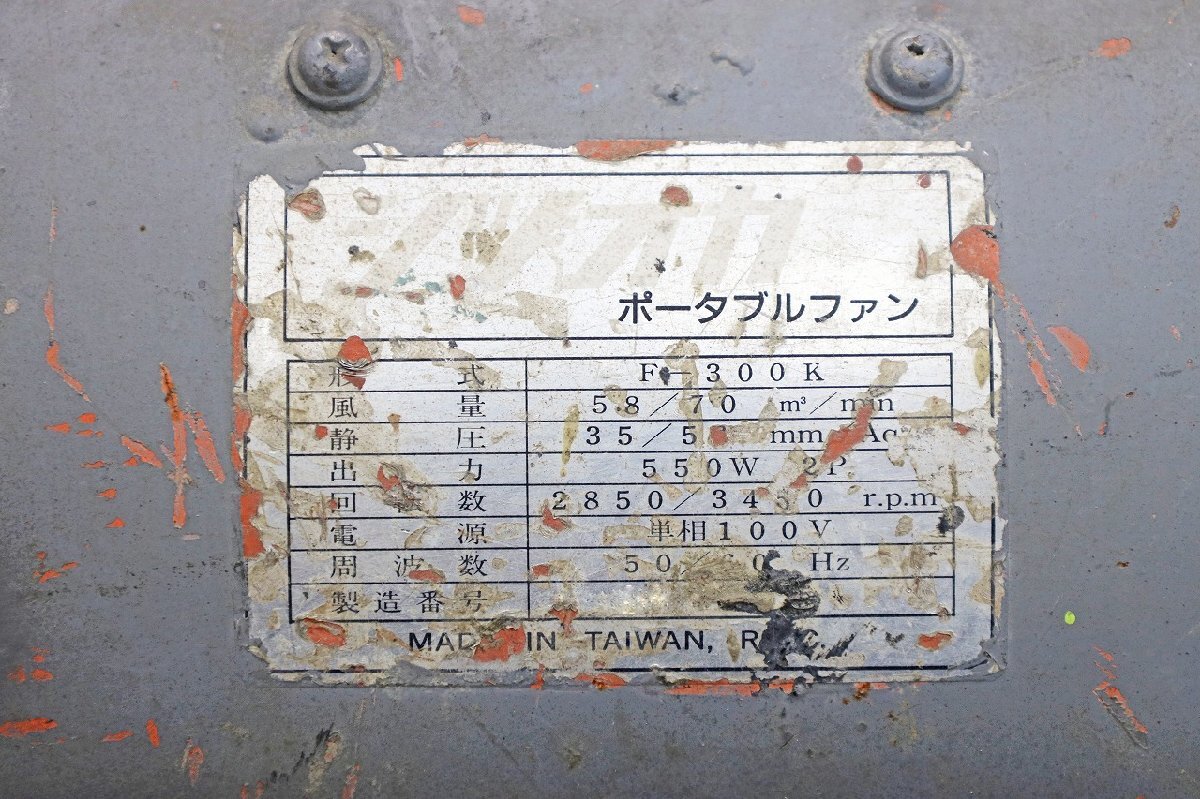 ポータブルファン
形式 F-300K
風量 58/70 m³/min
静圧 35/5 mm Aq
出力 550W 2P
回 数 2850/3450 r.p.m
電源 単相100V
周波数 50/ 0 Hz
製造番号
MADE IN TAIWAN, R.O.C.